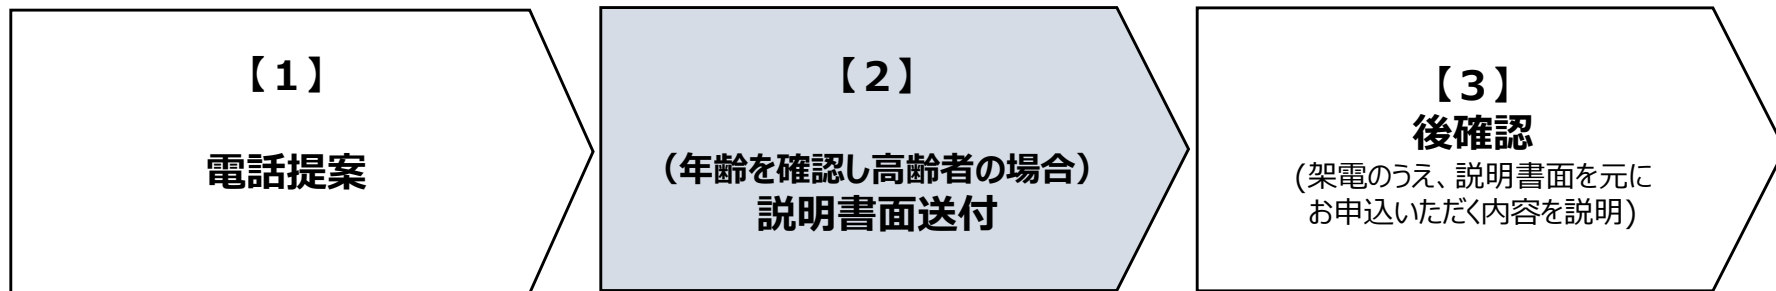 【1】
電話提案
【2】
（年齢を確認し高齢者の場合）
説明書面送付
【3】
後確認
(架電のうえ、説明書面を元に
お申込いただく内容を説明)